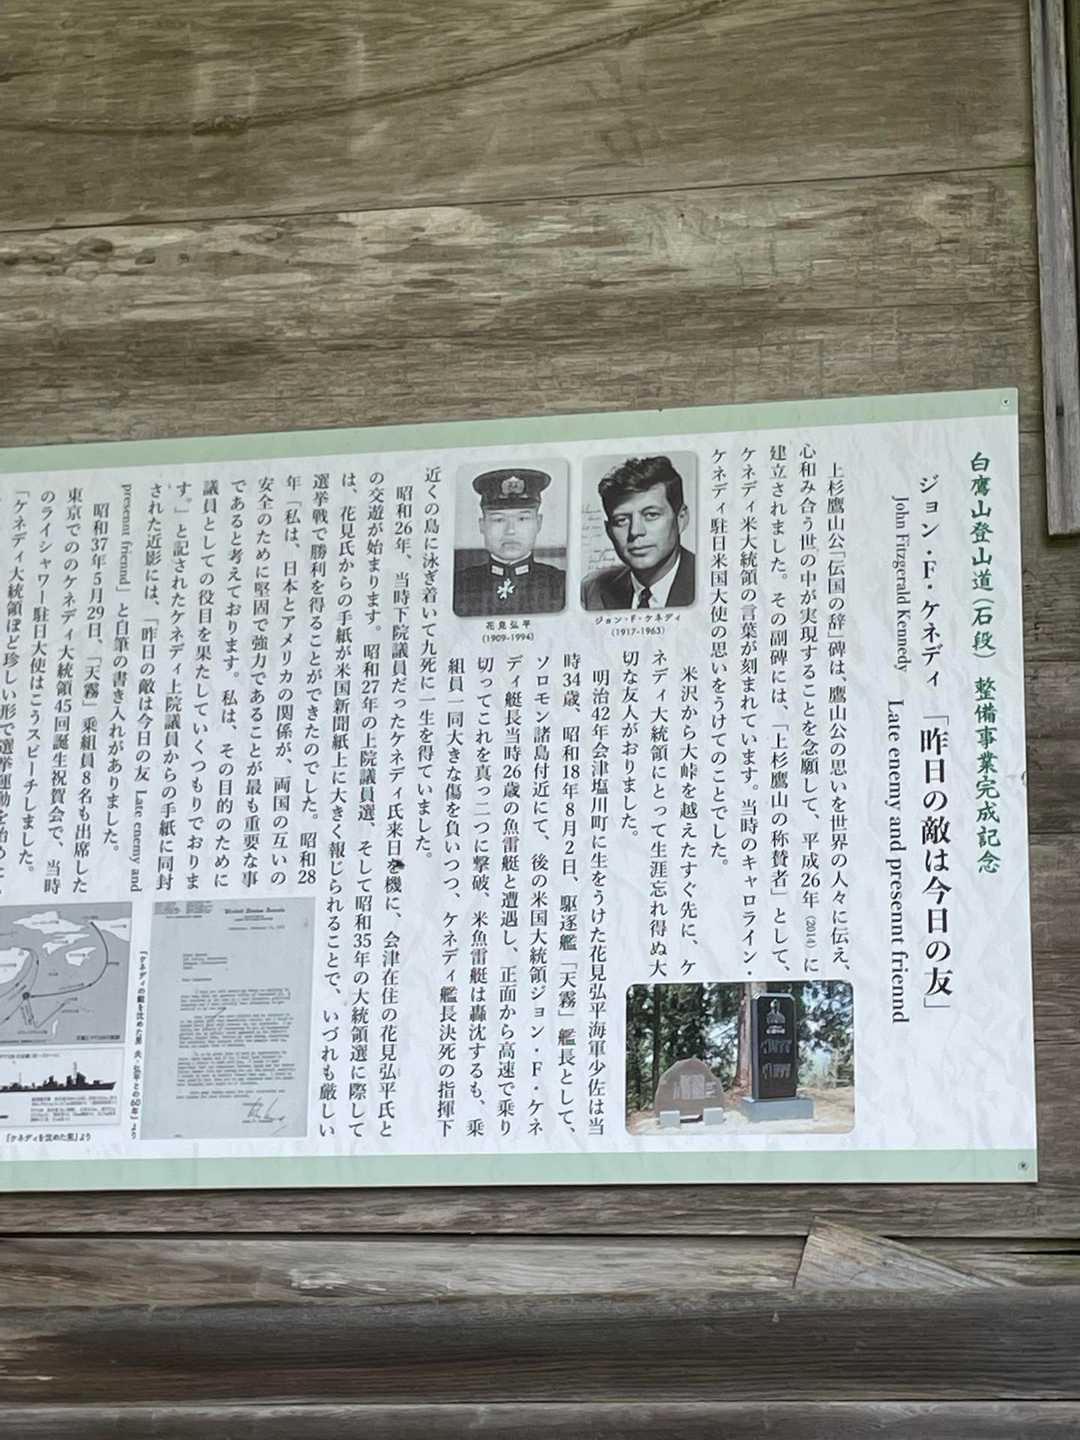 白鷹山登山道(石段) 整備事業完成記念
ジョン・F・ケネディ 「昨日の敵は今日の友」
John Fitzgerald Kennedy Late enemy and presennt friennd
上杉鷹山公「伝国の辞」碑は、鷹山公の思いを世界の人々に伝え、
心和み合う世の中が実現することを念願して、平成26年(2014)に
建立されました。その副碑には、「上杉鷹山の称賛者」として、
ケネディ米大統領の言葉が刻まれています。当時のキャロライン・
ケネディ駐日米国大使の思いをうけてのことでした。
米沢から大峠を越えたすぐ先に、ケ
ネディ大統領にとって生涯忘れ得ぬ大
切な友人がおりました。
明治42年会津塩川町に生をうけた花見弘平海軍少佐は当
時34歳、昭和18年8月2日、駆逐艦「天霧」艦長として、
ソロモン諸島付近にて、後の米国大統領ジョン・F・ケネ
ディ艇長当時26歳の魚雷艇と遭遇し、正面から高速で乗り
切ってこれを真っ二つに撃破、米魚雷艇は轟沈するも、乗
組員一同大きな傷を負いつつ、ケネディ艦長決死の指揮下
近くの島に泳ぎ着いて九死に一生を得ていました。
ジョン・F・ケネディ
(1917-1963)
花見弘平
(1909-1994)
昭和26年、当時下院議員だったケネディ氏来日を機に、会津在住の花見弘平氏と
の交遊が始まります。昭和27年の上院議員選、そして昭和35年の大統領選に際して
は、花見氏からの手紙が米国新聞紙上に大きく報じられることで、いづれも厳しい
選挙戦で勝利を得ることができたのでした。昭和28
年「私は、日本とアメリカの関係が、両国の互いの
安全のために堅固で強力であることが最も重要な事
であると考えております。私は、その目的のために
議員としての役目を果たしていくつもりでおりま
す。」と記されたケネディ上院議員からの手紙に同封
された近影には、「昨日の敵は今日の友 Late enemy and
presennt friennd」と自筆の書き入れがありました。
昭和37年5月29日、「天霧」乗組員8名も出席した
東京でのケネディ大統領45回誕生祝賀会で、当時
のライシャワー駐日大使はこうスピーチしました。
「ケネディ大統領ほど珍しい形で選挙運動を始めた
United States Senate
「ケネディを沈めた男」より